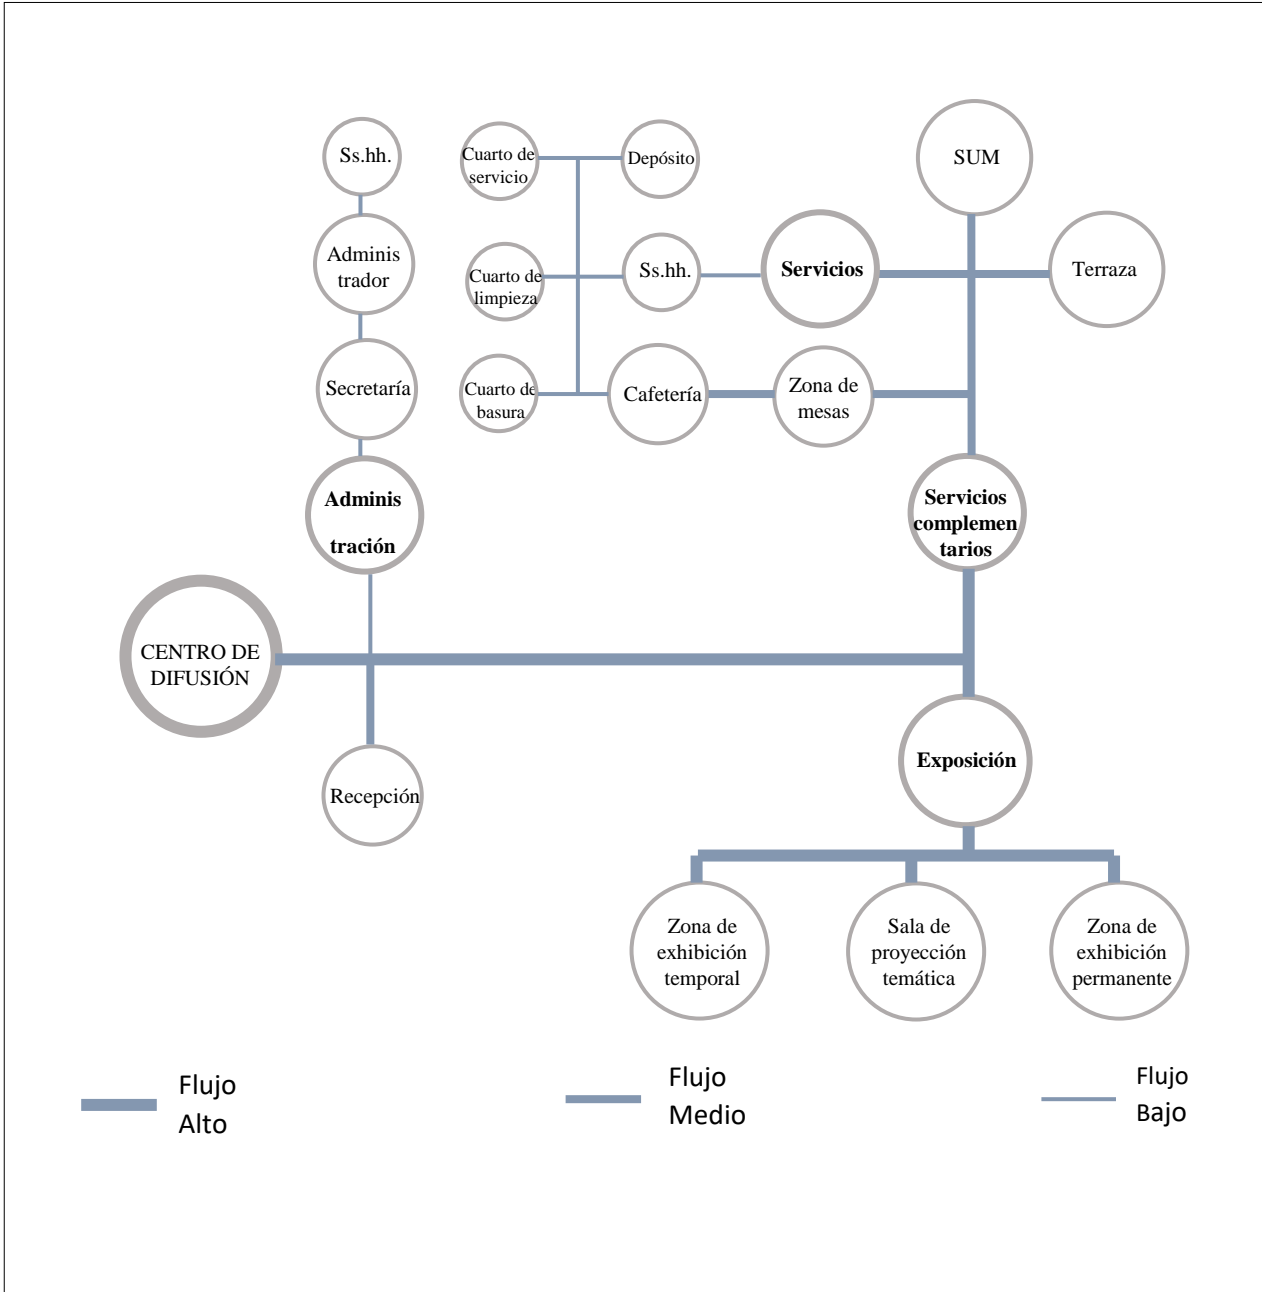 Ss.hh.
Cuarto de
servicio
Depósito
SUM
Adminis
trador
Cuarto de
limpieza
Ss.hh.
Servicios
Terraza
Secretaría
Cuarto de
basura
Cafetería
Zona de
mesas
Adminis
tración
Servicios
complemen
tarios
CENTRO DE
DIFUSIÓN
Recepción
Exposición
Zona de
exhibición
temporal
Sala de
proyección
temática
Zona de
exhibición
permanente
Flujo
Alto
Flujo
Medio
Flujo
Bajo